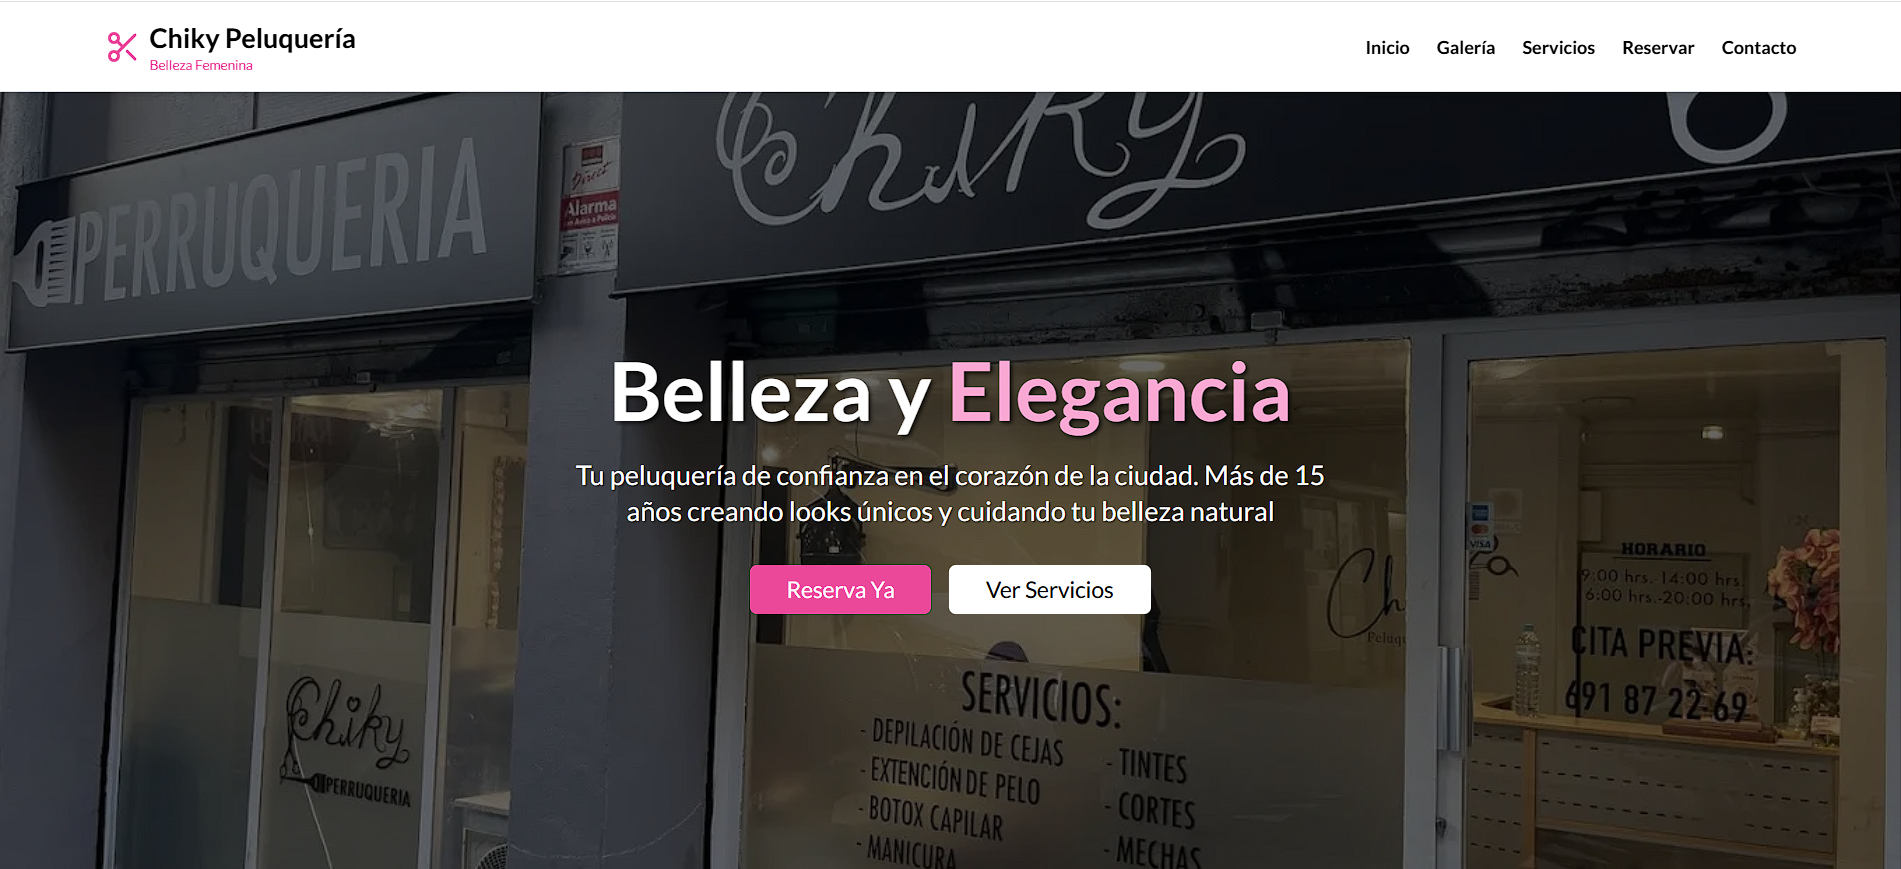 Chiky Peluquería
Belleza Femenina
Inicio Galería Servicios Reservar Contacto
PERRUQUERIA
Chiky
Alarma
Belleza y Elegancia
Tu peluquería de confianza en el corazón de la ciudad. Más de 15
años creando looks únicos y cuidando tu belleza natural
Reserva Ya
Ver Servicios
VISA
HORARIO
9:00 hrs.-14:00 hrs.
6:00 hrs.-20:00 hrs.
CITA PREVIA:
691 87 22 69
Chiky
PERRUQUERIA
SERVICIOS:
- DEPILACIÓN DE CEJAS
- EXTENCIÓN DE PELO
- BOTOX CAPILAR
- MANICURA
- TINTES
- CORTES
- MECHAS